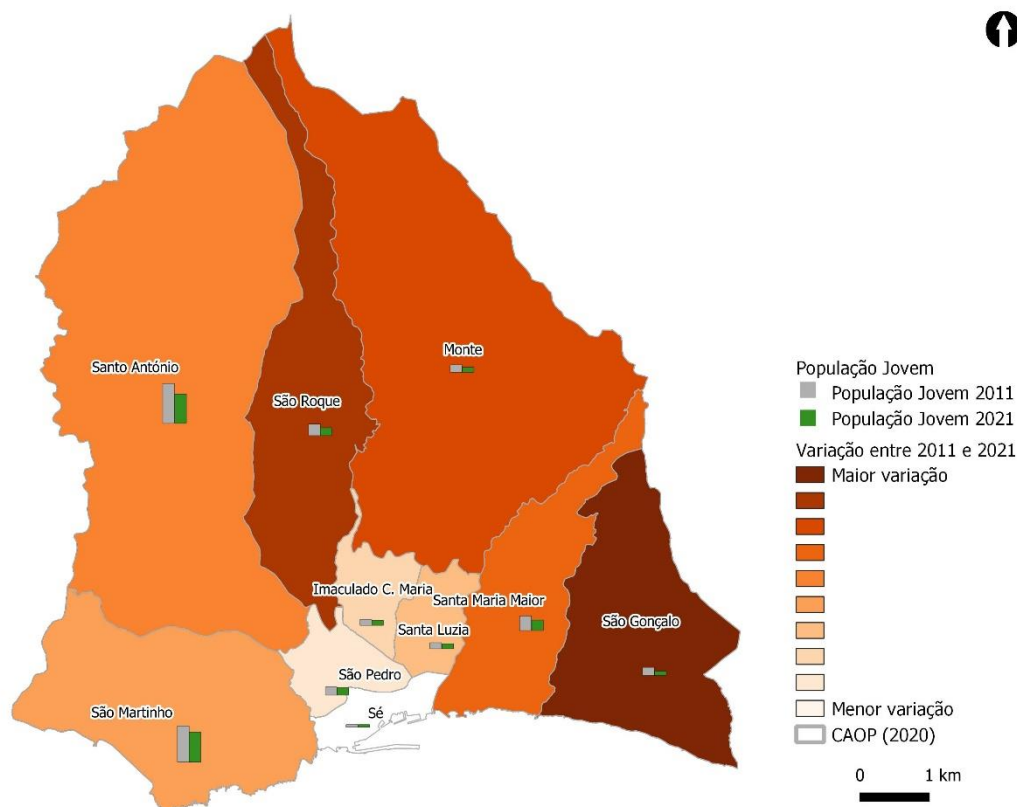 Santo António
São Roque
Monte
Imaculado C. Maria
Santa Maria Maior
Santa Luzia
São Gonçalo
São Pedro
São Martinho
Sé
População Jovem
População Jovem 2011
População Jovem 2021
Variação entre 2011 e 2021
Maior variação
Menor variação
CAOP (2020)
0 1 km